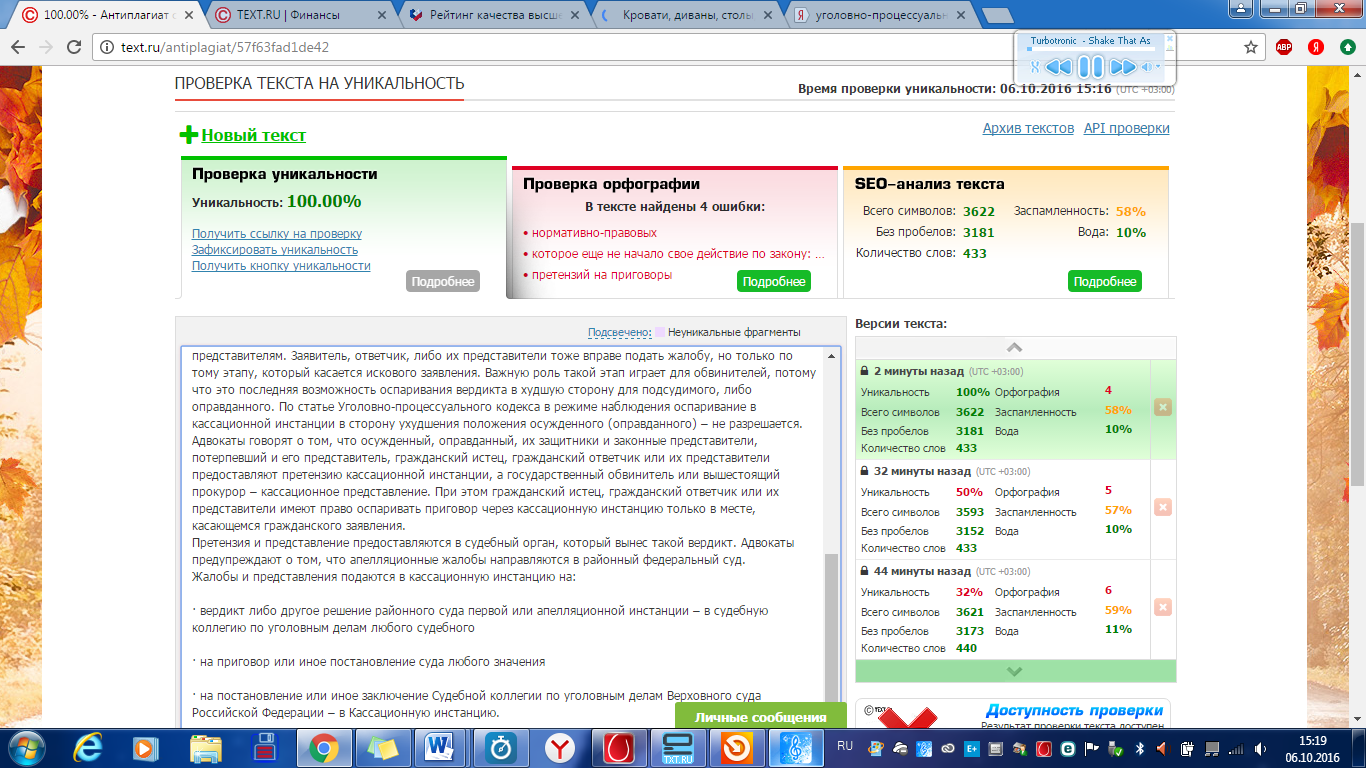 100.00% – Антиплагиат
TEXT.RU | Финансы
Рейтинг качества высше
Кровати, диваны, столы
уголовно-процессуальн
text.ru/antiplagiat/57f63fad1de42
Turbotronic - Shake That As
ABP
ПРОВЕРКА ТЕКСТА НА УНИКАЛЬНОСТЬ
Время проверки уникальности: 06.10.2016 15:16 (UTC +03:00)
Новый текст
Архив текстов API проверки
Проверка уникальности
Уникальность: 100.00%
Получить ссылку на проверку
Зафиксировать уникальность
Получить кнопку уникальности
Подробнее
Проверка орфографии
В тексте найдены 4 ошибки:
• нормативно-правовых
• которое еще не начало свое действие по закону: ...
• претензий на приговоры
Подробнее
SEO-анализ текста
Всего символов: 3622 Заспамленность: 58%
Без пробелов: 3181 Вода: 10%
Количество слов: 433
Подробнее
Подсвечено: Неуникальные фрагменты
представителям. Заявитель, ответчик, либо их представители тоже вправе подать жалобу, но только по
тому этапу, который касается искового заявления. Важную роль такой этап играет для обвинителей, потому
что это последняя возможность оспаривания вердикта в худшую сторону для подсудимого, либо
оправданного. По статье Уголовно-процессуального кодекса в режиме наблюдения оспаривание в
кассационной инстанции в сторону ухудшения положения осужденного (оправданного) – не разрешается.
Адвокаты говорят о том, что осужденный, оправданный, их защитники и законные представители,
потерпевший и его представитель, гражданский истец, гражданский ответчик или их представители
предоставляют претензию кассационной инстанции, а государственный обвинитель или вышестоящий
прокурор – кассационное представление. При этом гражданский истец, гражданский ответчик или их
представители имеют право оспаривать приговор через кассационную инстанцию только в месте,
касающемся гражданского заявления.
Претензия и представление предоставляются в судебный орган, который вынес такой вердикт. Адвокаты
предупреждают о том, что апелляционные жалобы направляются в районный федеральный суд.
Жалобы и представления подаются в кассационную инстанцию на:
· вердикт либо другое решение районного суда первой или апелляционной инстанции – в судебную
коллегию по уголовным делам любого судебного
· на приговор или иное постановление суда любого значения
· на постановление или иное заключение Судебной коллегии по уголовным делам Верховного суда
Российской Федерации – в Кассационную инстанцию.
Личные сообщения
Версии текста:
2 минуты назад (UTC +03:00)
Уникальность 100% Орфография 4
Всего символов 3622 Заспамленность 58%
Без пробелов 3181 Вода 10%
Количество слов 433
32 минуты назад (UTC +03:00)
Уникальность 50% Орфография 5
Всего символов 3593 Заспамленность 57%
Без пробелов 3152 Вода 10%
Количество слов 433
44 минуты назад (UTC +03:00)
Уникальность 32% Орфография 6
Всего символов 3621 Заспамленность 59%
Без пробелов 3173 Вода 11%
Количество слов 440
Доступность проверки
Результат проверки текста доступен
TXT.RU
RU
15:19
06.10.2016